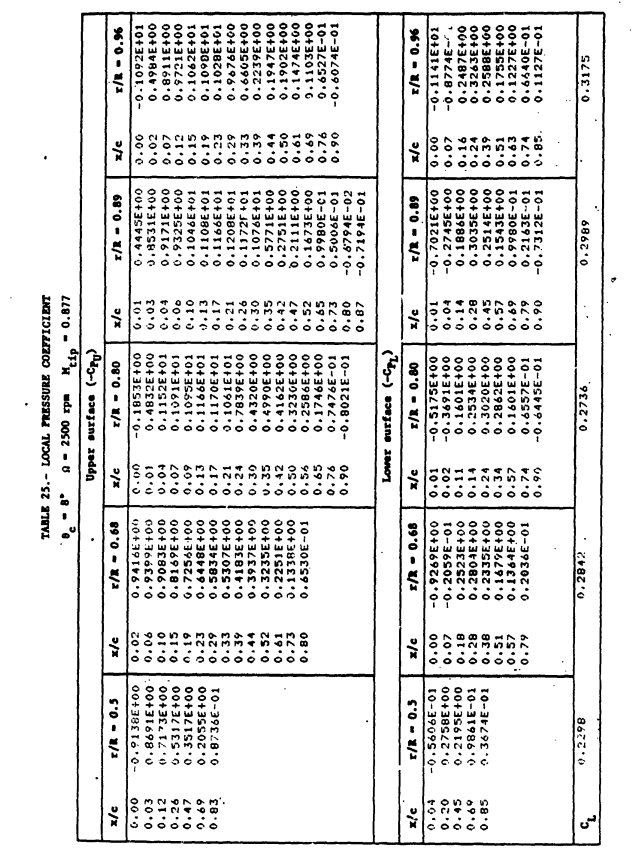 TABLE 25.- LOCAL PRESSURE COEFFICIENT
θc = 8° Ω = 2500 rpm Mtip = 0.877
Upper surface (-CPU)
x/c r/R = 0.5 x/c r/R = 0.68 x/c r/R = 0.80 x/c r/R = 0.89 x/c r/R = 0.96
0.00 -0.9138E+00 0.02 0.9416E+00 0.00 -0.1853E+00 0.01 0.4445E+00 0.00 -0.1092E+01
0.03 0.8691E+00 0.06 0.9399E+00 0.01 0.4832E+00 0.03 0.8531E+00 0.02 0.4984E+00
0.12 0.7173E+00 0.10 0.9083E+00 0.04 0.1152E+01 0.04 0.9171E+00 0.07 0.8911E+00
0.26 0.5317E+00 0.15 0.8169E+00 0.07 0.1091E+01 0.06 0.9325E+00 0.12 0.9721E+00
0.47 0.3517E+00 0.19 0.7256E+00 0.09 0.1095E+01 0.10 0.1046E+01 0.15 0.1062E+01
0.69 0.2055E+00 0.23 0.6448E+00 0.13 0.1166E+01 0.13 0.1108E+01 0.19 0.1098E+01
0.83 0.8736E-01 0.29 0.5834E+00 0.17 0.1170E+01 0.17 0.1166E+01 0.23 0.1028E+01
0.33 0.5307E+00 0.21 0.1061E+01 0.21 0.1208E+01 0.29 0.9676E+00
0.39 0.4183E+00 0.24 0.7839E+00 0.26 0.1172E+01 0.33 0.6605E+00
0.44 0.3937E+00 0.30 0.4320E+00 0.30 0.1076E+01 0.39 0.2239E+00
0.52 0.3235E+00 0.35 0.4799E+00 0.35 0.5771E+00 0.44 0.1947E+00
0.61 0.2251E+00 0.42 0.4162E+00 0.42 0.2751E+00 0.50 0.1902E+00
0.73 0.1338E+00 0.50 0.3230E+00 0.47 0.2111E+00 0.61 0.1474E+00
0.80 0.6530E-01 0.56 0.2586E+00 0.52 0.1673E+00 0.69 0.1103E+00
0.65 0.1746E+00 0.65 0.9980E-01 0.76 0.6527E-01
0.76 0.7476E-01 0.73 0.5006E-01 0.90 -0.6074E-01
0.90 -0.8021E-01 0.80 -0.6794E-02
0.87 -0.7194E-01
Lower surface (-CPL)
x/c r/R = 0.5 x/c r/R = 0.68 x/c r/R = 0.80 x/c r/R = 0.89 x/c r/R = 0.96
0.04 -0.5606E-01 0.00 -0.9269E+00 0.01 -0.5175E+00 0.01 -0.7021E+00 0.00 -0.1141E+01
0.20 0.2758E+00 0.07 -0.2059E-01 0.02 -0.3691E+00 0.04 -0.2745E+00 0.07 -0.8774E-
0.45 0.2195E+00 0.18 0.2523E+00 0.11 0.1601E+00 0.14 0.1886E+00 0.16 0.2487E+00
0.69 0.9861E-01 0.28 0.2804E+00 0.14 0.2534E+00 0.28 0.3035E+00 0.24 0.3263E+00
0.85 0.3674E-01 0.38 0.2335E+00 0.24 0.3020E+00 0.45 0.2514E+00 0.39 0.2588E+00
0.51 0.1679E+00 0.34 0.2862E+00 0.57 0.1543E+00 0.51 0.1755E+00
0.57 0.1364E+00 0.57 0.1601E+00 0.69 0.9980E-01 0.63 0.1227E+00
0.79 0.2036E-01 0.74 0.6557E-01 0.79 0.2163E-01 0.74 0.6640E-01
0.90 -0.6445E-01 0.90 -0.7312E-01 0.85 0.1127E-01
CL 0.2298 0.2842 0.2736 0.2989 0.3175